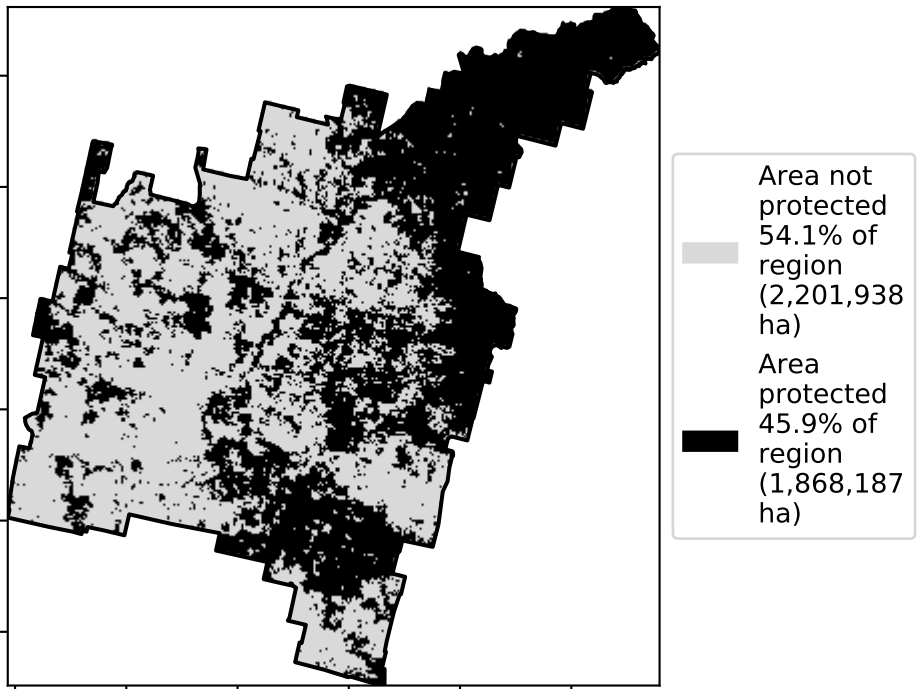 Area not
protected
54.1% of
region
(2,201,938
ha)
Area
protected
45.9% of
region
(1,868,187
ha)